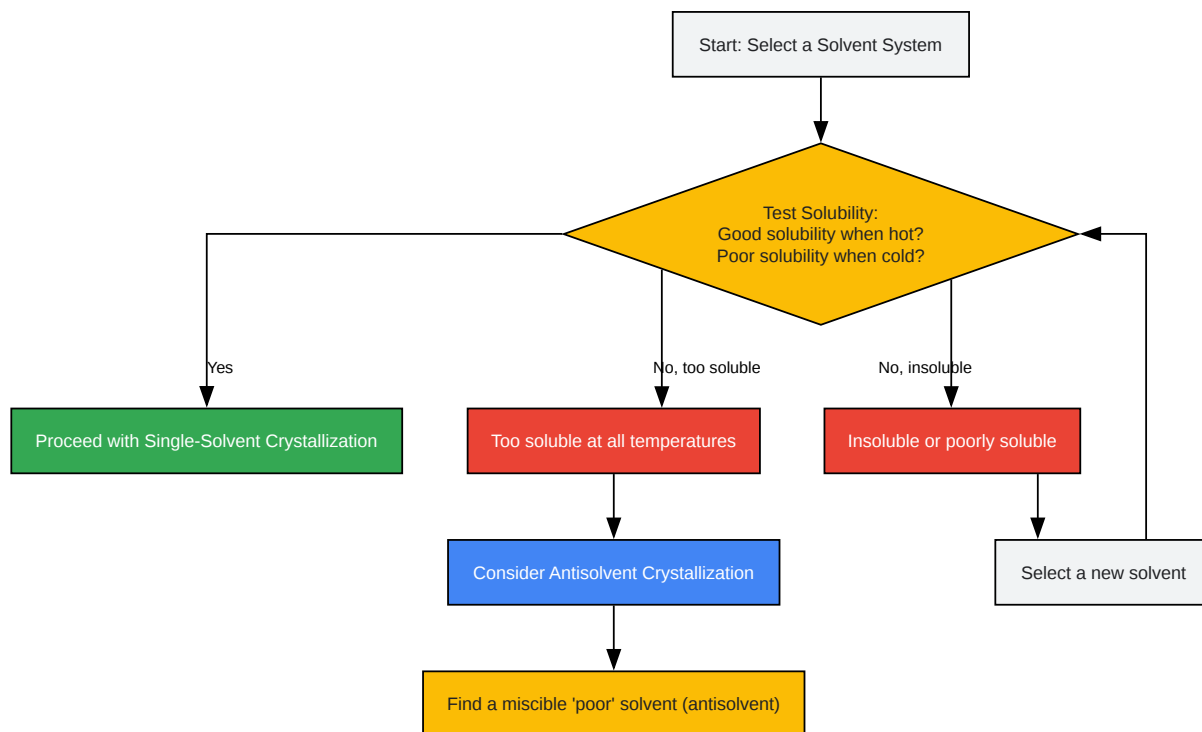 Start: Select a Solvent System
Test Solubility:
Good solubility when hot?
Poor solubility when cold?
Yes
No, too soluble
No, insoluble
Proceed with Single-Solvent Crystallization
Too soluble at all temperatures
Insoluble or poorly soluble
Consider Antisolvent Crystallization
Select a new solvent
Find a miscible 'poor' solvent (antisolvent)